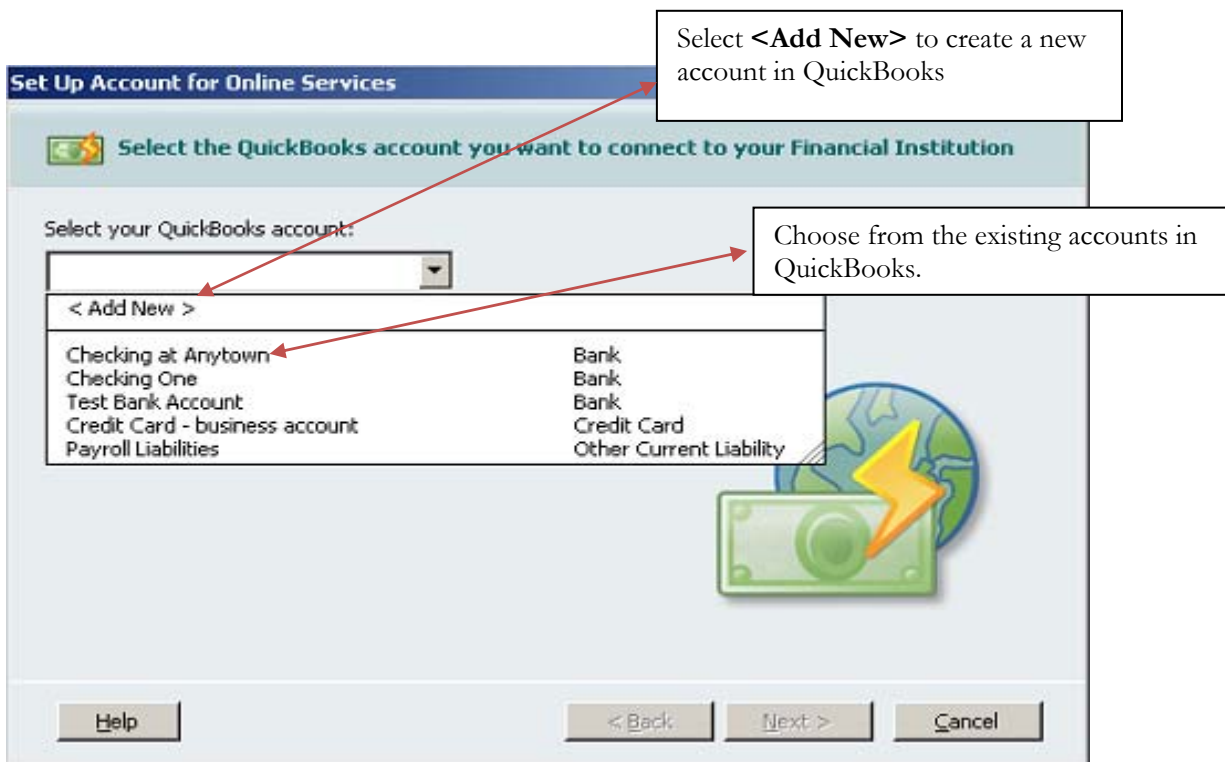 Select <Add New> to create a new
account in QuickBooks
Set Up Account for Online Services
Select the QuickBooks account you want to connect to your Financial Institution
Select your QuickBooks account:
Choose from the existing accounts in
QuickBooks.
< Add New >
Checking at Anytown Bank
Checking One Bank
Test Bank Account Bank
Credit Card - business account Credit Card
Payroll Liabilities Other Current Liability
Help < Back Next > Cancel